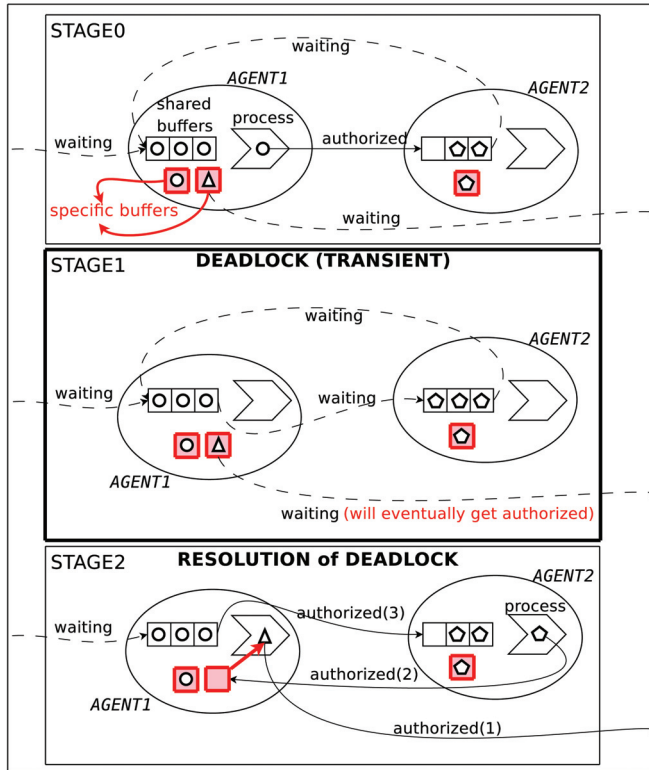 STAGE0
waiting
AGENT1
AGENT2
shared
buffers
process
waiting
authorized
specific buffers
waiting
STAGE1
DEADLOCK (TRANSIENT)
waiting
AGENT2
waiting
waiting
AGENT1
waiting (will eventually get authorized)
STAGE2
RESOLUTION of DEADLOCK
AGENT2
process
waiting
authorized(3)
authorized(2)
AGENT1
authorized(1)